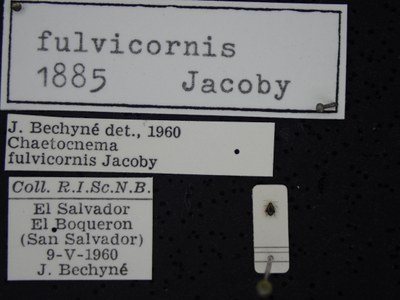 fulvicornis
1885 Jacoby
J. Bechyné det., 1960
Chaetocnema
fulvicornis Jacoby
Coll. R.I.Sc.N.B.
El Salvador
El Boqueron
(San Salvador)
9-V-1960
J. Bechyné